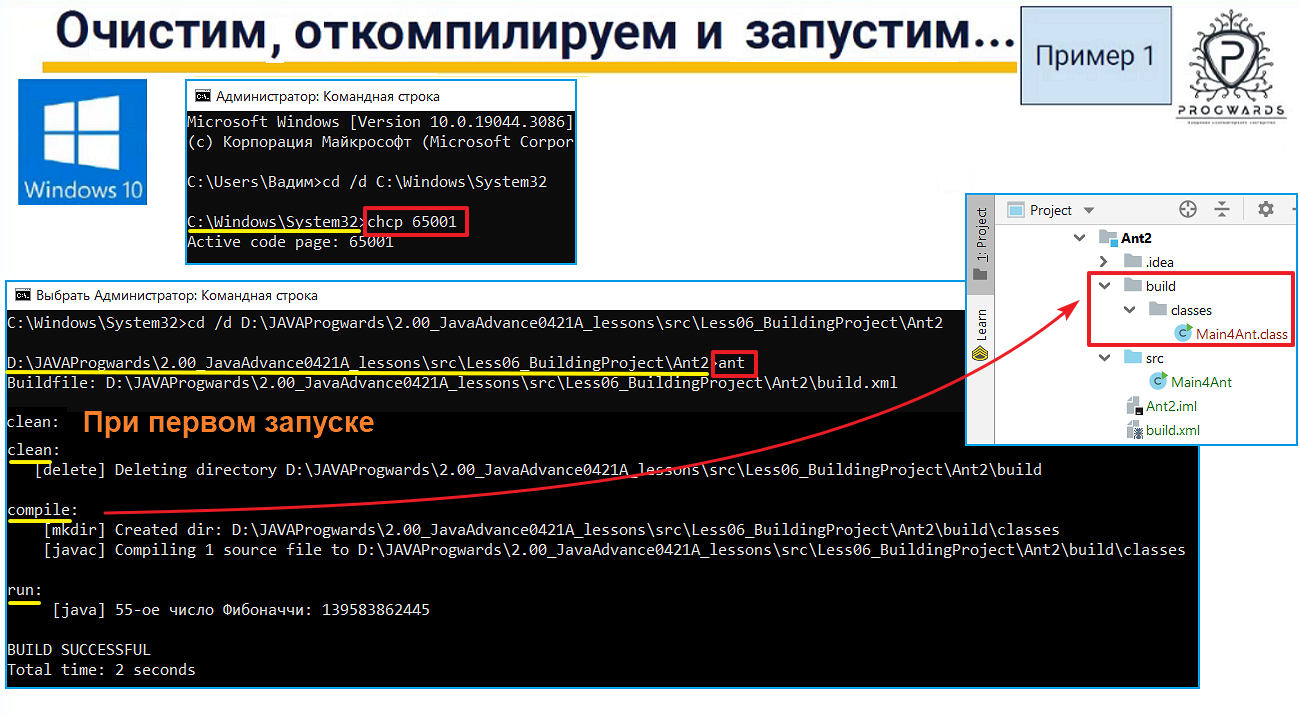 Очистим, откомпилируем и запустим...
Пример 1
PROGWARDS
Windows 10
Администратор: Командная строка
Microsoft Windows [Version 10.0.19044.3086]
(c) Корпорация Майкрософт (Microsoft Corpor
C:\Users\Вадим>cd /d C:\Windows\System32
C:\Windows\System32>chcp 65001
Active code page: 65001
1: Project
Learn
Project
Ant2
.idea
build
classes
Main4Ant.class
src
Main4Ant
Ant2.iml
build.xml
Выбрать Администратор: Командная строка
C:\Windows\System32>cd /d D:\JAVAProgwards\2.00_JavaAdvance0421A_lessons\src\Less06_BuildingProject\Ant2
D:\JAVAProgwards\2.00_JavaAdvance0421A_lessons\src\Less06_BuildingProject\Ant2>ant
Buildfile: D:\JAVAProgwards\2.00_JavaAdvance0421A_lessons\src\Less06_BuildingProject\Ant2\build.xml
clean: При первом запуске
clean:
[delete] Deleting directory D:\JAVAProgwards\2.00_JavaAdvance0421A_lessons\src\Less06_BuildingProject\Ant2\build
compile:
[mkdir] Created dir: D:\JAVAProgwards\2.00_JavaAdvance0421A_lessons\src\Less06_BuildingProject\Ant2\build\classes
[javac] Compiling 1 source file to D:\JAVAProgwards\2.00_JavaAdvance0421A_lessons\src\Less06_BuildingProject\Ant2\build\classes
run:
[java] 55-ое число Фибоначчи: 139583862445
BUILD SUCCESSFUL
Total time: 2 seconds